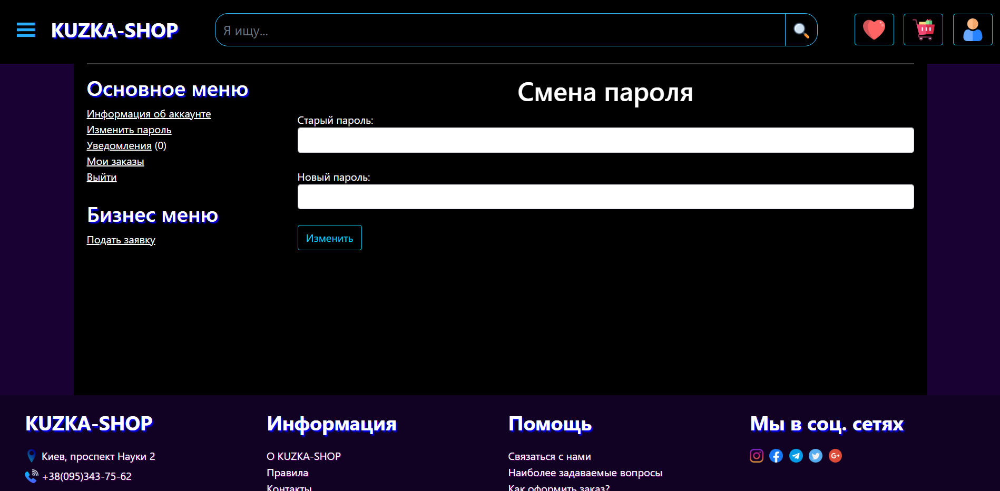 KUZKA-SHOP
Я ищу...
Основное меню
Информация об аккаунте
Изменить пароль
Уведомления (0)
Мои заказы
Выйти
Бизнес меню
Подать заявку
Смена пароля
Старый пароль:
Новый пароль:
Изменить
KUZKA-SHOP
Киев, проспект Науки 2
+38(095)343-75-62
Информация
О KUZKA-SHOP
Правила
Контакты
Помощь
Связаться с нами
Наиболее задаваемые вопросы
Как оформить заказ?
Мы в соц. сетях
G+